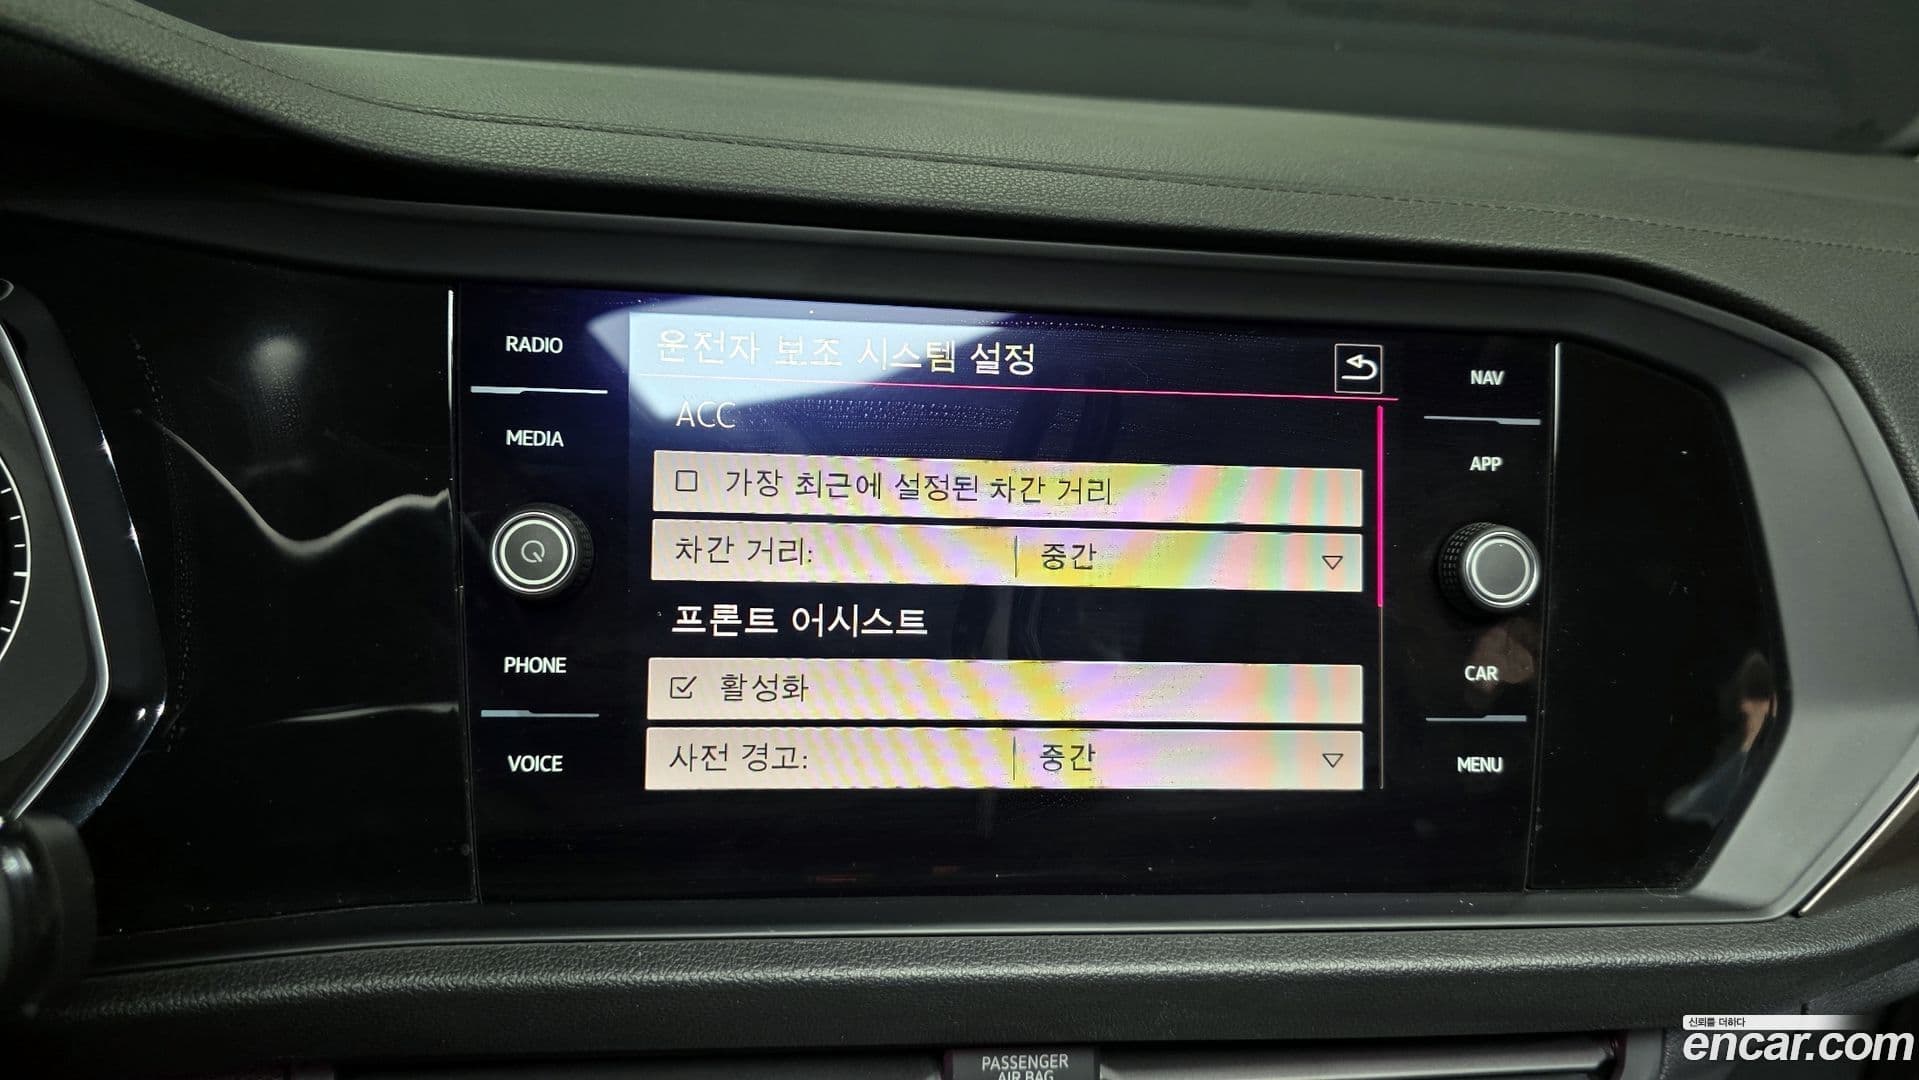 RADIO
MEDIA
PHONE
VOICE
운전자 보조 시스템 설정
ACC
가장 최근에 설정된 차간 거리
차간 거리: 중간
프론트 어시스트
활성화
사전 경고: 중간
NAV
APP
CAR
MENU
PASSENGER
AIR BAG
신뢰를 더하다
encar.com